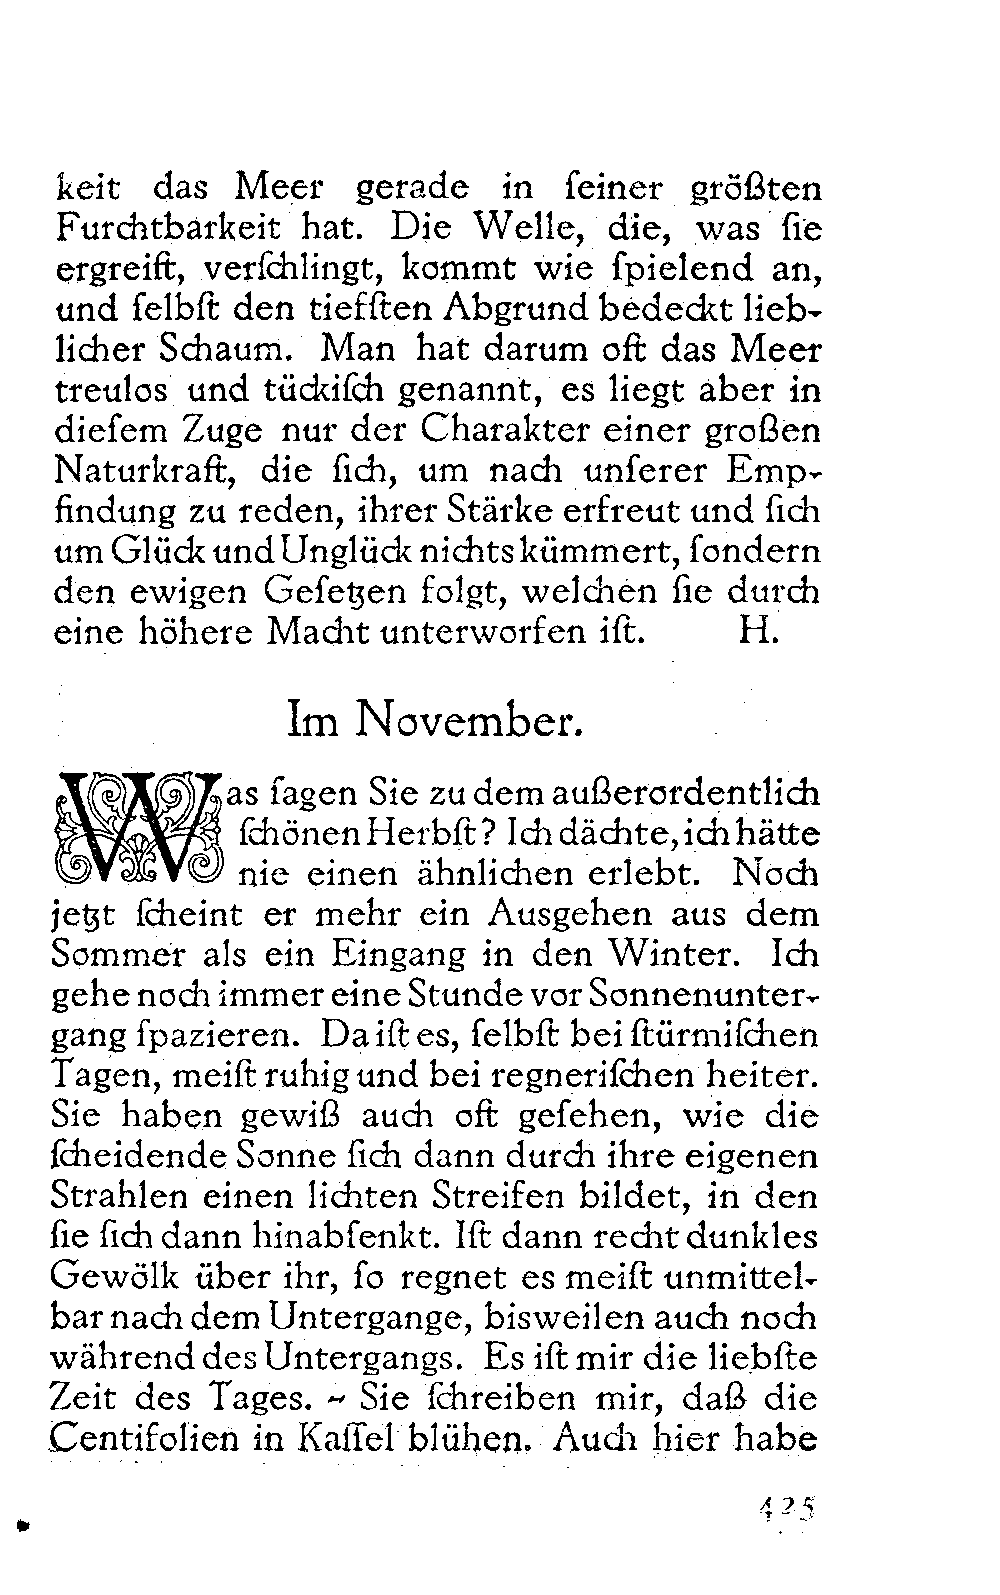 keit das Meer gerade in ſeiner größten
Furchtbarkeit hat. Die Welle, die, was ſie
ergreift, verſchlingt, kommt wie ſpielend an,
und ſelbſt den tiefſten Abgrund bedeckt lieb-
licher Schaum. Man hat darum oft das Meer
treulos und tückiſch genannt, es liegt aber in
dieſem Zuge nur der Charakter einer großen
Naturkraft, die ſich, um nach unſerer Emp-
findung zu reden, ihrer Stärke erfreut und ſich
um Glück und Unglück nichts kümmert, ſondern
den ewigen Geſetzen folgt, welchen ſie durch
eine höhere Macht unterworfen iſt. H.
Im November.
Was ſagen Sie zu dem außerordentlich
ſchönen Herbſt? Ich dächte, ich hätte
nie einen ähnlichen erlebt. Noch
jetzt ſcheint er mehr ein Ausgehen aus dem
Sommer als ein Eingang in den Winter. Ich
gehe noch immer eine Stunde vor Sonnenunter-
gang ſpazieren. Da iſt es, ſelbſt bei ſtürmiſchen
Tagen, meiſt ruhig und bei regneriſchen heiter.
Sie haben gewiß auch oft geſehen, wie die
ſcheidende Sonne ſich dann durch ihre eigenen
Strahlen einen lichten Streifen bildet, in den
ſie ſich dann hinabſenkt. Iſt dann recht dunkles
Gewölk über ihr, ſo regnet es meiſt unmittel-
bar nach dem Untergange, bisweilen auch noch
während des Untergangs. Es iſt mir die liebſte
Zeit des Tages. ~ Sie ſchreiben mir, daß die
Centifolien in Kaſſel blühen. Auch hier habe
425